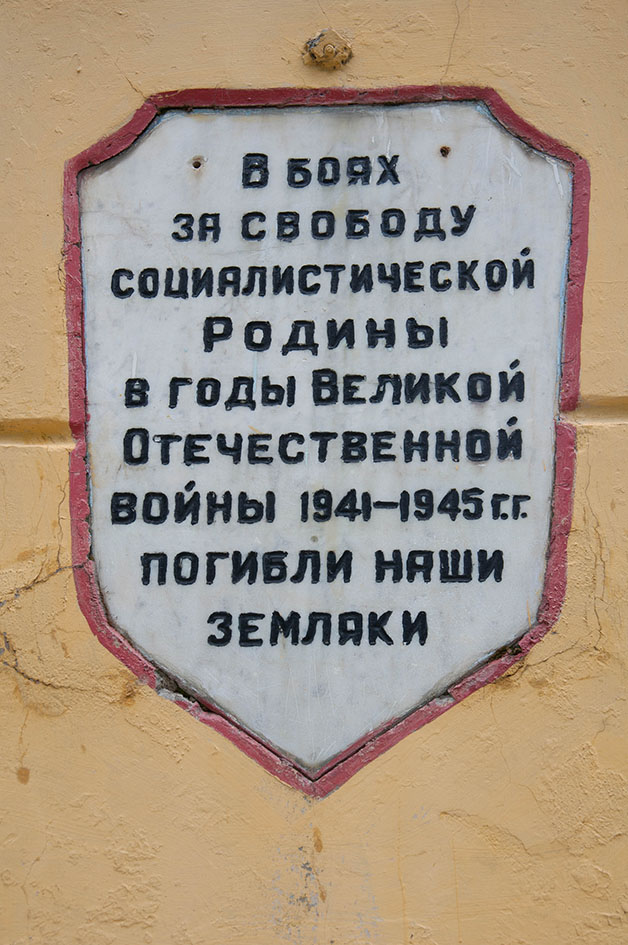 В БОЯХ
ЗА СВОБОДУ
СОЦИАЛИСТИЧЕСКОЙ
РОДИНЫ
В ГОДЫ ВЕЛИКОЙ
ОТЕЧЕСТВЕННОЙ
ВОЙНЫ 1941–1945 г.г.
ПОГИБЛИ НАШИ
ЗЕМЛЯКИ